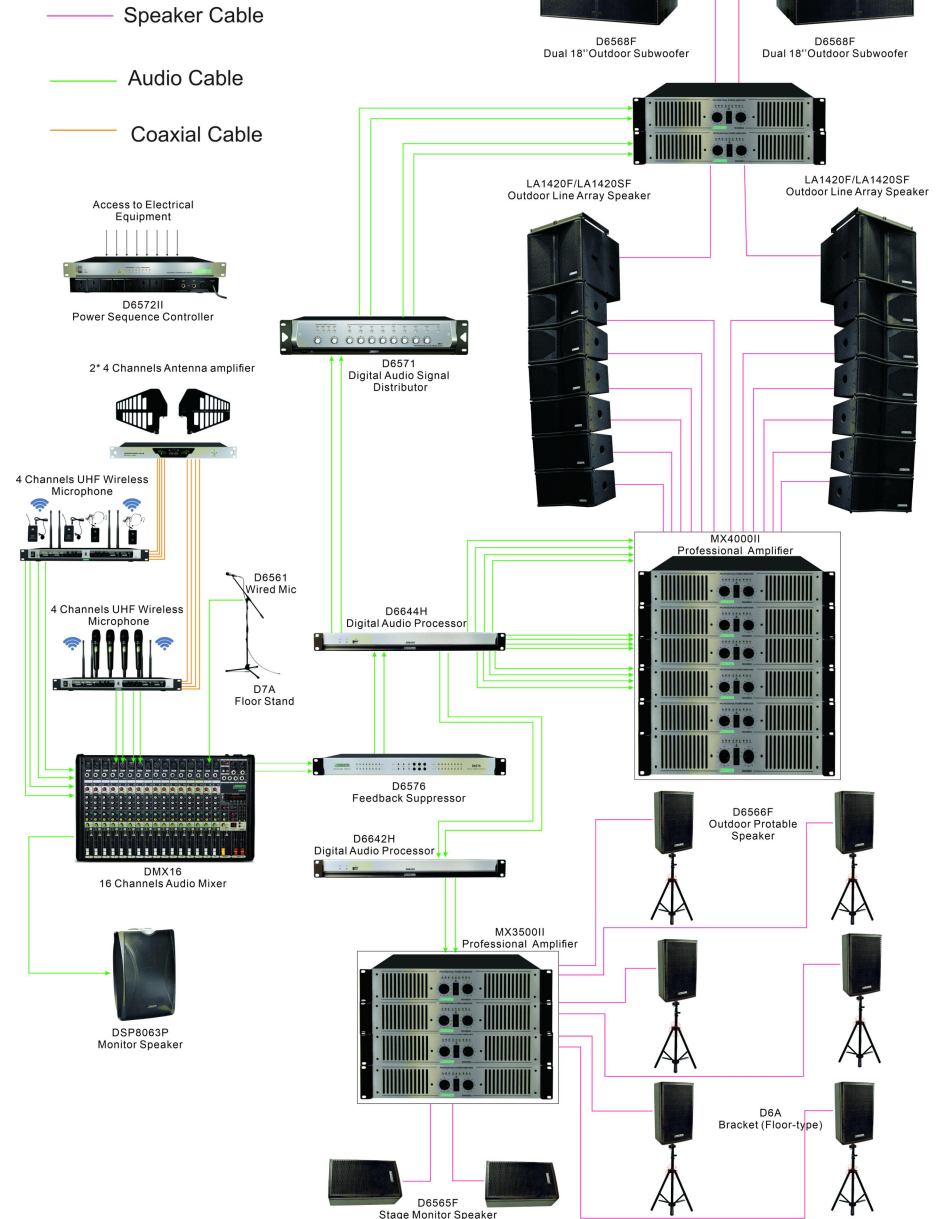 Speaker Cable
Audio Cable
Coaxial Cable
D6568F
Dual 18''Outdoor Subwoofer
D6568F
Dual 18''Outdoor Subwoofer
LA1420F/LA1420SF
Outdoor Line Array Speaker
LA1420F/LA1420SF
Outdoor Line Array Speaker
Access to Electrical
Equipment
D6572II
Power Sequence Controller
D6571
Digital Audio Signal
Distributor
2* 4 Channels Antenna amplifier
4 Channels UHF Wireless
Microphone
MX4000II
Professional Amplifier
D6561
Wired Mic
4 Channels UHF Wireless
Microphone
D6644H
Digital Audio Processor
D7A
Floor Stand
D6576
Feedback Suppressor
D6566F
Outdoor Protable
Speaker
D6642H
Digital Audio Processor
DMX16
16 Channels Audio Mixer
MX3500II
Professional Amplifier
DSP8063P
Monitor Speaker
D6A
Bracket (Floor-type)
D6565F
Stage Monitor Speaker